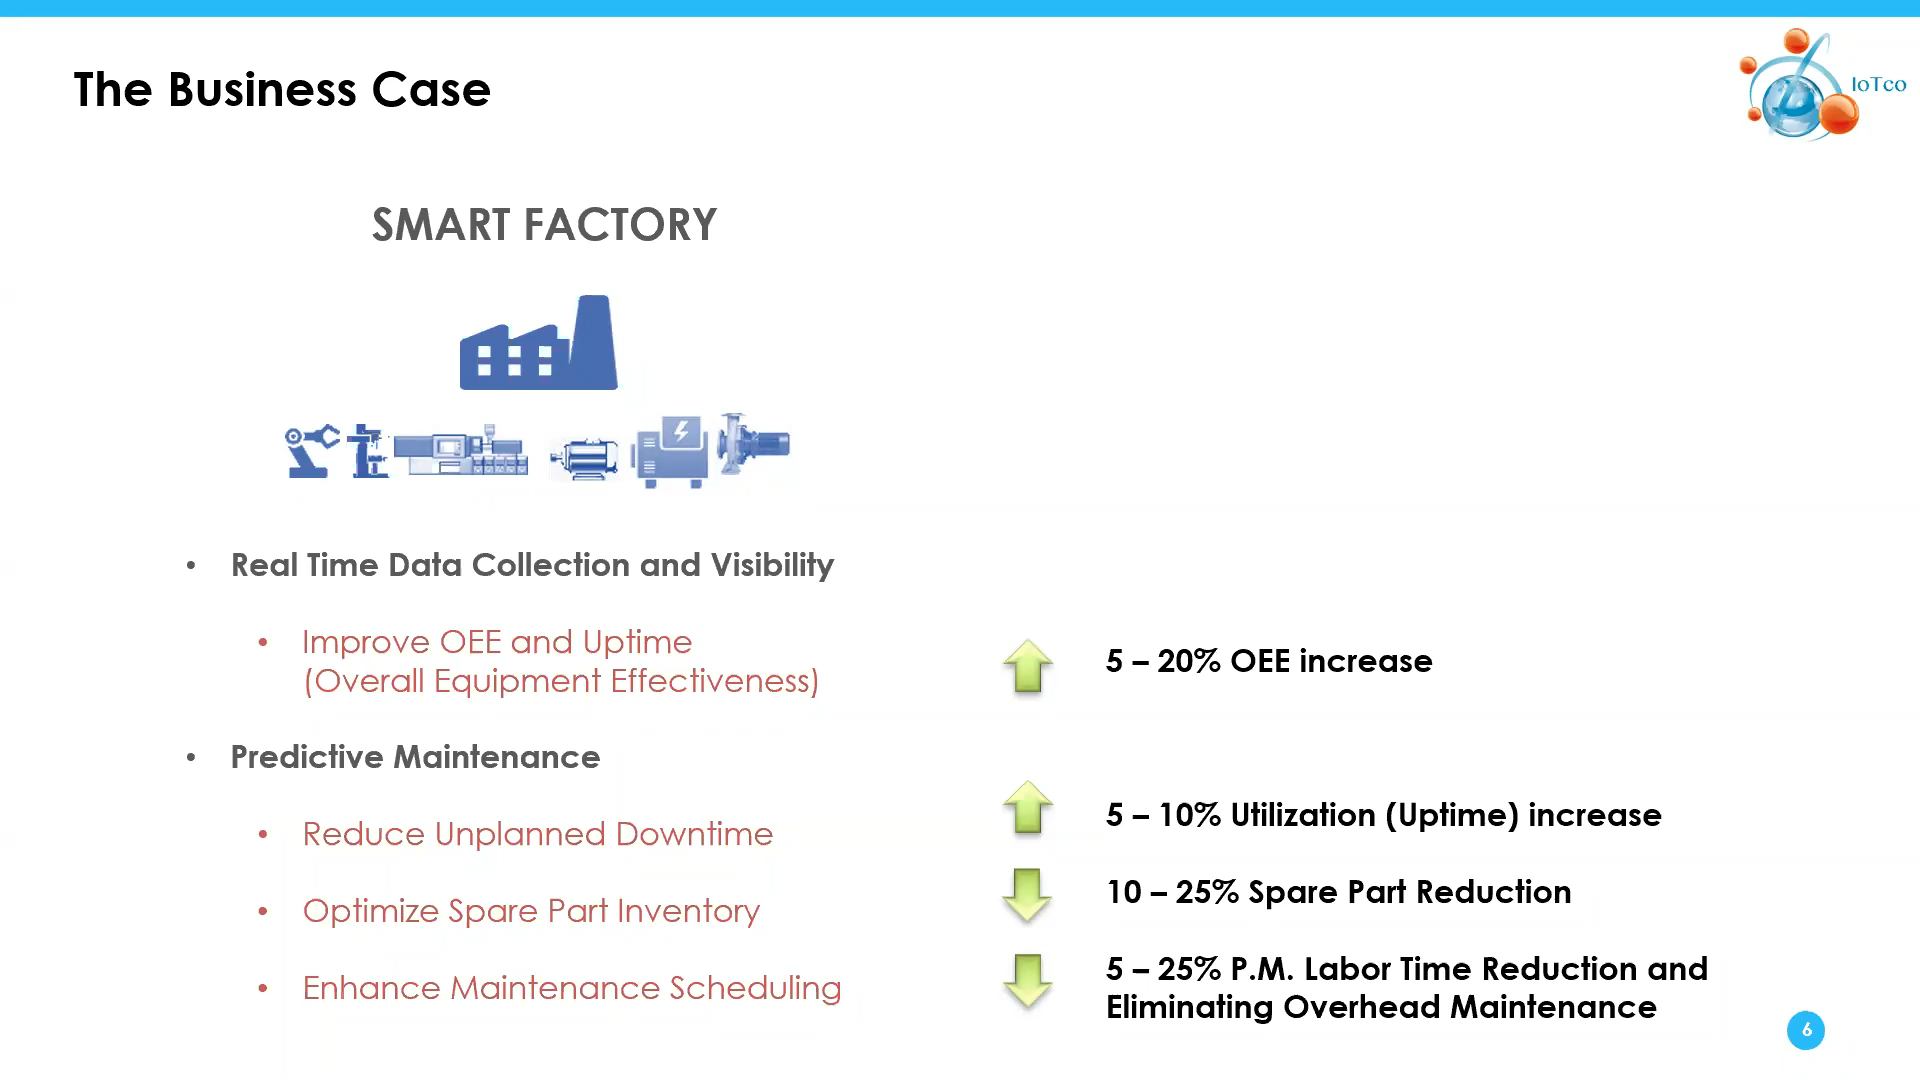 The Business Case
IoTco
SMART FACTORY
• Real Time Data Collection and Visibility
• Improve OEE and Uptime
(Overall Equipment Effectiveness)
5 – 20% OEE increase
• Predictive Maintenance
• Reduce Unplanned Downtime
5 – 10% Utilization (Uptime) increase
• Optimize Spare Part Inventory
10 – 25% Spare Part Reduction
• Enhance Maintenance Scheduling
5 – 25% P.M. Labor Time Reduction and
Eliminating Overhead Maintenance
6